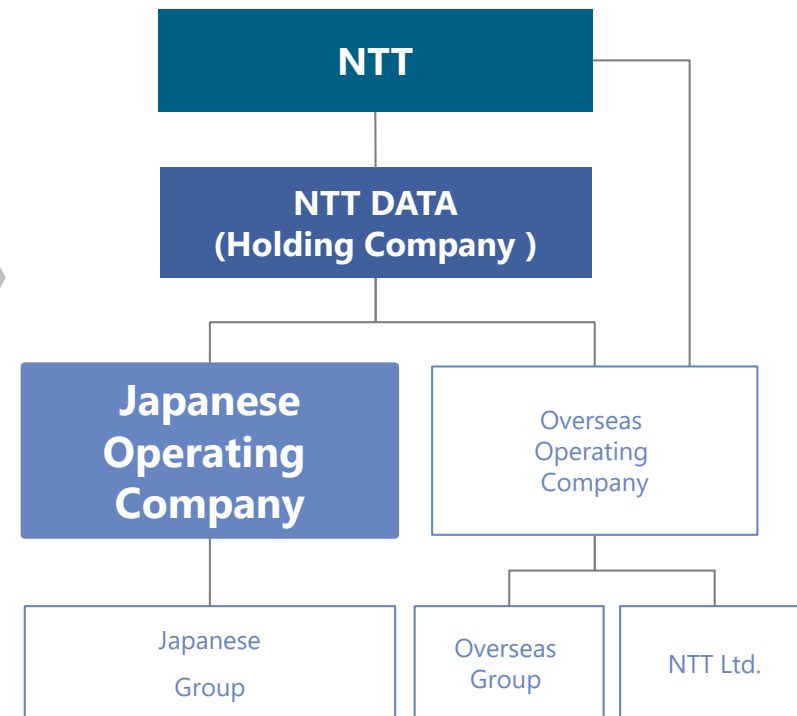 NTT
NTT DATA
(Holding Company )
Japanese
Operating
Company
Overseas
Operating
Company
Japanese
Group
Overseas
Group
NTT Ltd.